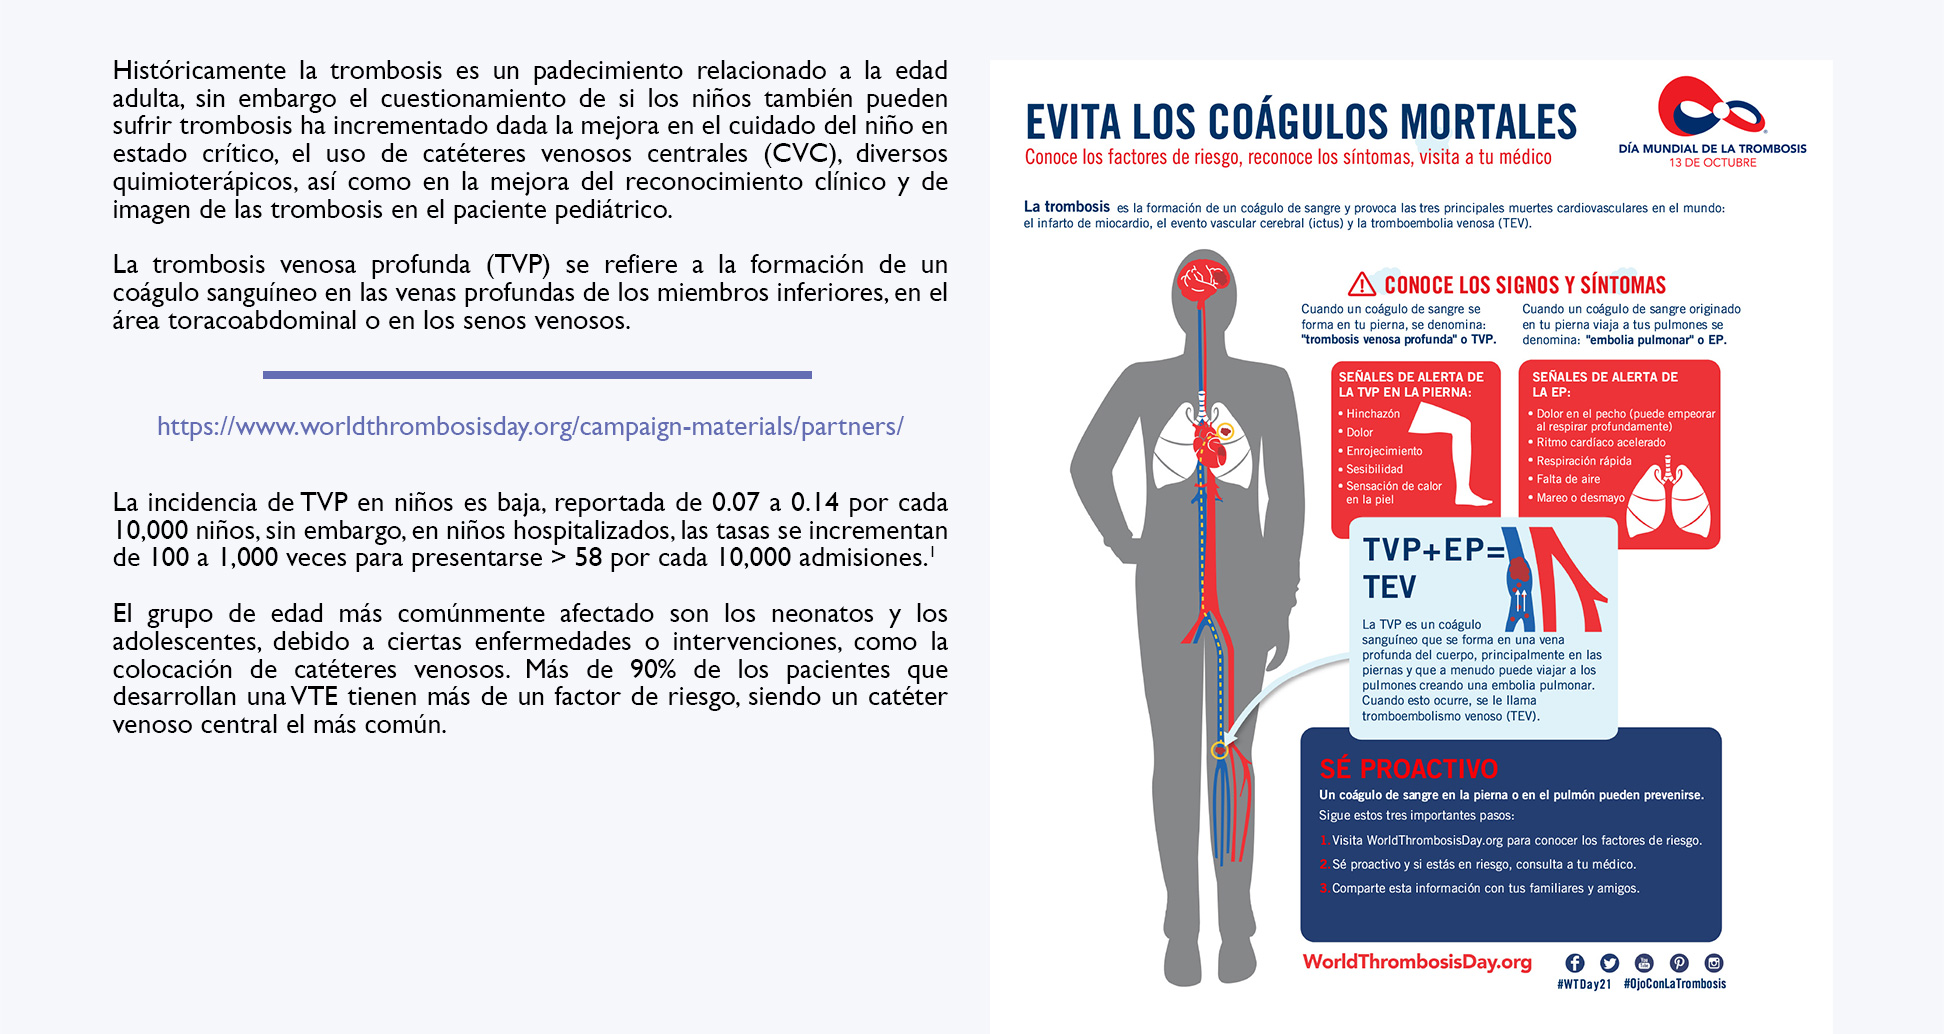 Históricamente la trombosis es un padecimiento relacionado a la edad
adulta, sin embargo el cuestionamiento de si los niños también pueden
sufrir trombosis ha incrementado dada la mejora en el cuidado del niño en
estado crítico, el uso de catéteres venosos centrales (CVC), diversos
quimioterápicos, así como en la mejora del reconocimiento clínico y de
imagen de las trombosis en el paciente pediátrico.
La trombosis venosa profunda (TVP) se refiere a la formación de un
coágulo sanguíneo en las venas profundas de los miembros inferiores, en el
área toracoabdominal o en los senos venosos.
https://www.worldthrombosisday.org/campaign-materials/partners/
La incidencia de TVP en niños es baja, reportada de 0.07 a 0.14 por cada
10,000 niños, sin embargo, en niños hospitalizados, las tasas se incrementan
de 100 a 1,000 veces para presentarse > 58 por cada 10,000 admisiones.1
El grupo de edad más comúnmente afectado son los neonatos y los
adolescentes, debido a ciertas enfermedades o intervenciones, como la
colocación de catéteres venosos. Más de 90% de los pacientes que
desarrollan una VTE tienen más de un factor de riesgo, siendo un catéter
venoso central el más común.
EVITA LOS COÁGULOS MORTALES
Conoce los factores de riesgo, reconoce los síntomas, visita a tu médico
DÍA MUNDIAL DE LA TROMBOSIS
13 DE OCTUBRE
La trombosis es la formación de un coágulo de sangre y provoca las tres principales muertes cardiovasculares en el mundo:
el infarto de miocardio, el evento vascular cerebral (ictus) y la tromboembolia venosa (TEV).
CONOCE LOS SIGNOS Y SÍNTOMAS
Cuando un coágulo de sangre se
forma en tu pierna, se denomina:
"trombosis venosa profunda" o TVP.
Cuando un coágulo de sangre originado
en tu pierna viaja a tus pulmones se
denomina: "embolia pulmonar" o EP.
SEÑALES DE ALERTA DE
LA TVP EN LA PIERNA:
• Hinchazón
• Dolor
• Enrojecimiento
• Sesibilidad
• Sensación de calor
en la piel
SEÑALES DE ALERTA DE
LA EP:
• Dolor en el pecho (puede empeorar
al respirar profundamente)
• Ritmo cardíaco acelerado
• Respiración rápida
• Falta de aire
• Mareo o desmayo
TVP+EP=
TEV
La TVP es un coágulo
sanguíneo que se forma en una vena
profunda del cuerpo, principalmente en las
piernas y que a menudo puede viajar a los
pulmones creando una embolia pulmonar.
Cuando esto ocurre, se le llama
tromboembolismo venoso (TEV).
SÉ PROACTIVO
Un coágulo de sangre en la pierna o en el pulmón pueden prevenirse.
Sigue estos tres importantes pasos:
1. Visita WorldThrombosisDay.org para conocer los factores de riesgo.
2. Sé proactivo y si estás en riesgo, consulta a tu médico.
3. Comparte esta información con tus familiares y amigos.
WorldThrombosisDay.org
#WTDay21 #OjoConLaTrombosis